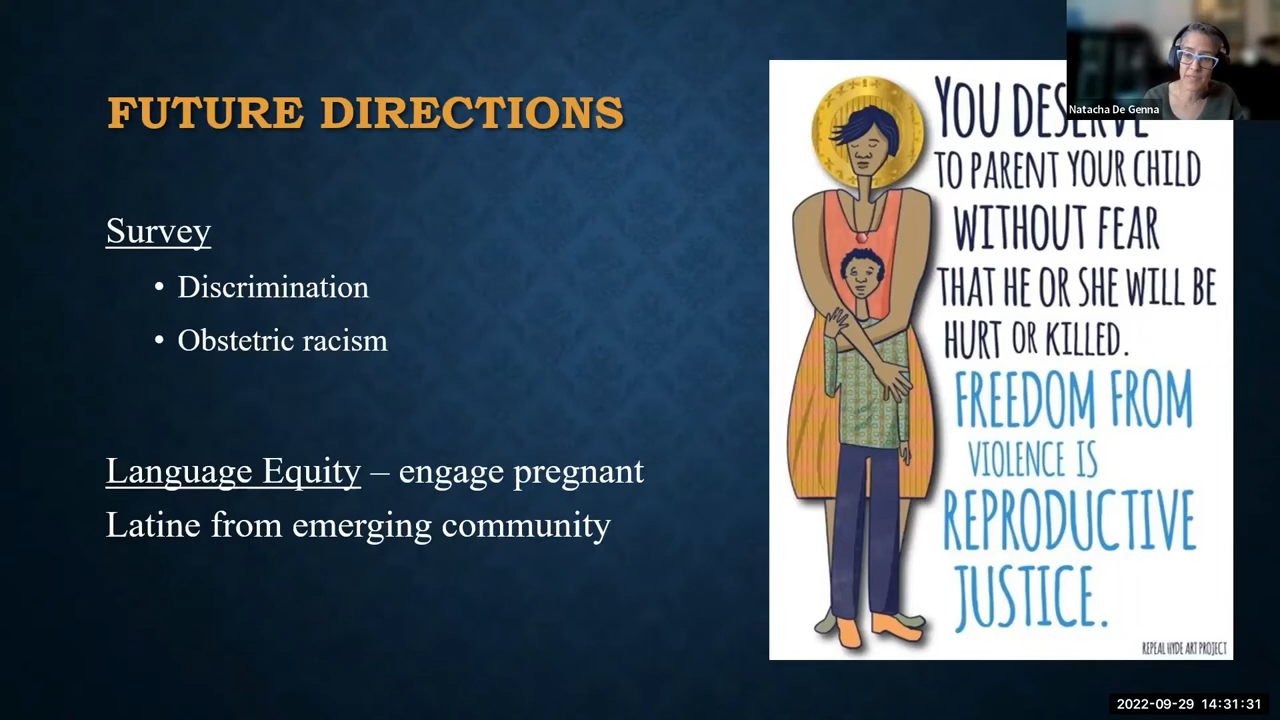 FUTURE DIRECTIONS
Survey
• Discrimination
• Obstetric racism
Language Equity – engage pregnant
Latine from emerging community
YOU DESERVE
TO PARENT YOUR CHILD
WITHOUT FEAR
THAT HE OR SHE WILL BE
HURT OR KILLED.
FREEDOM FROM
VIOLENCE IS
REPRODUCTIVE
JUSTICE.
REPEAL HYDE ART PROJECT
Natacha De Genna
2022-09-29 14:31:31